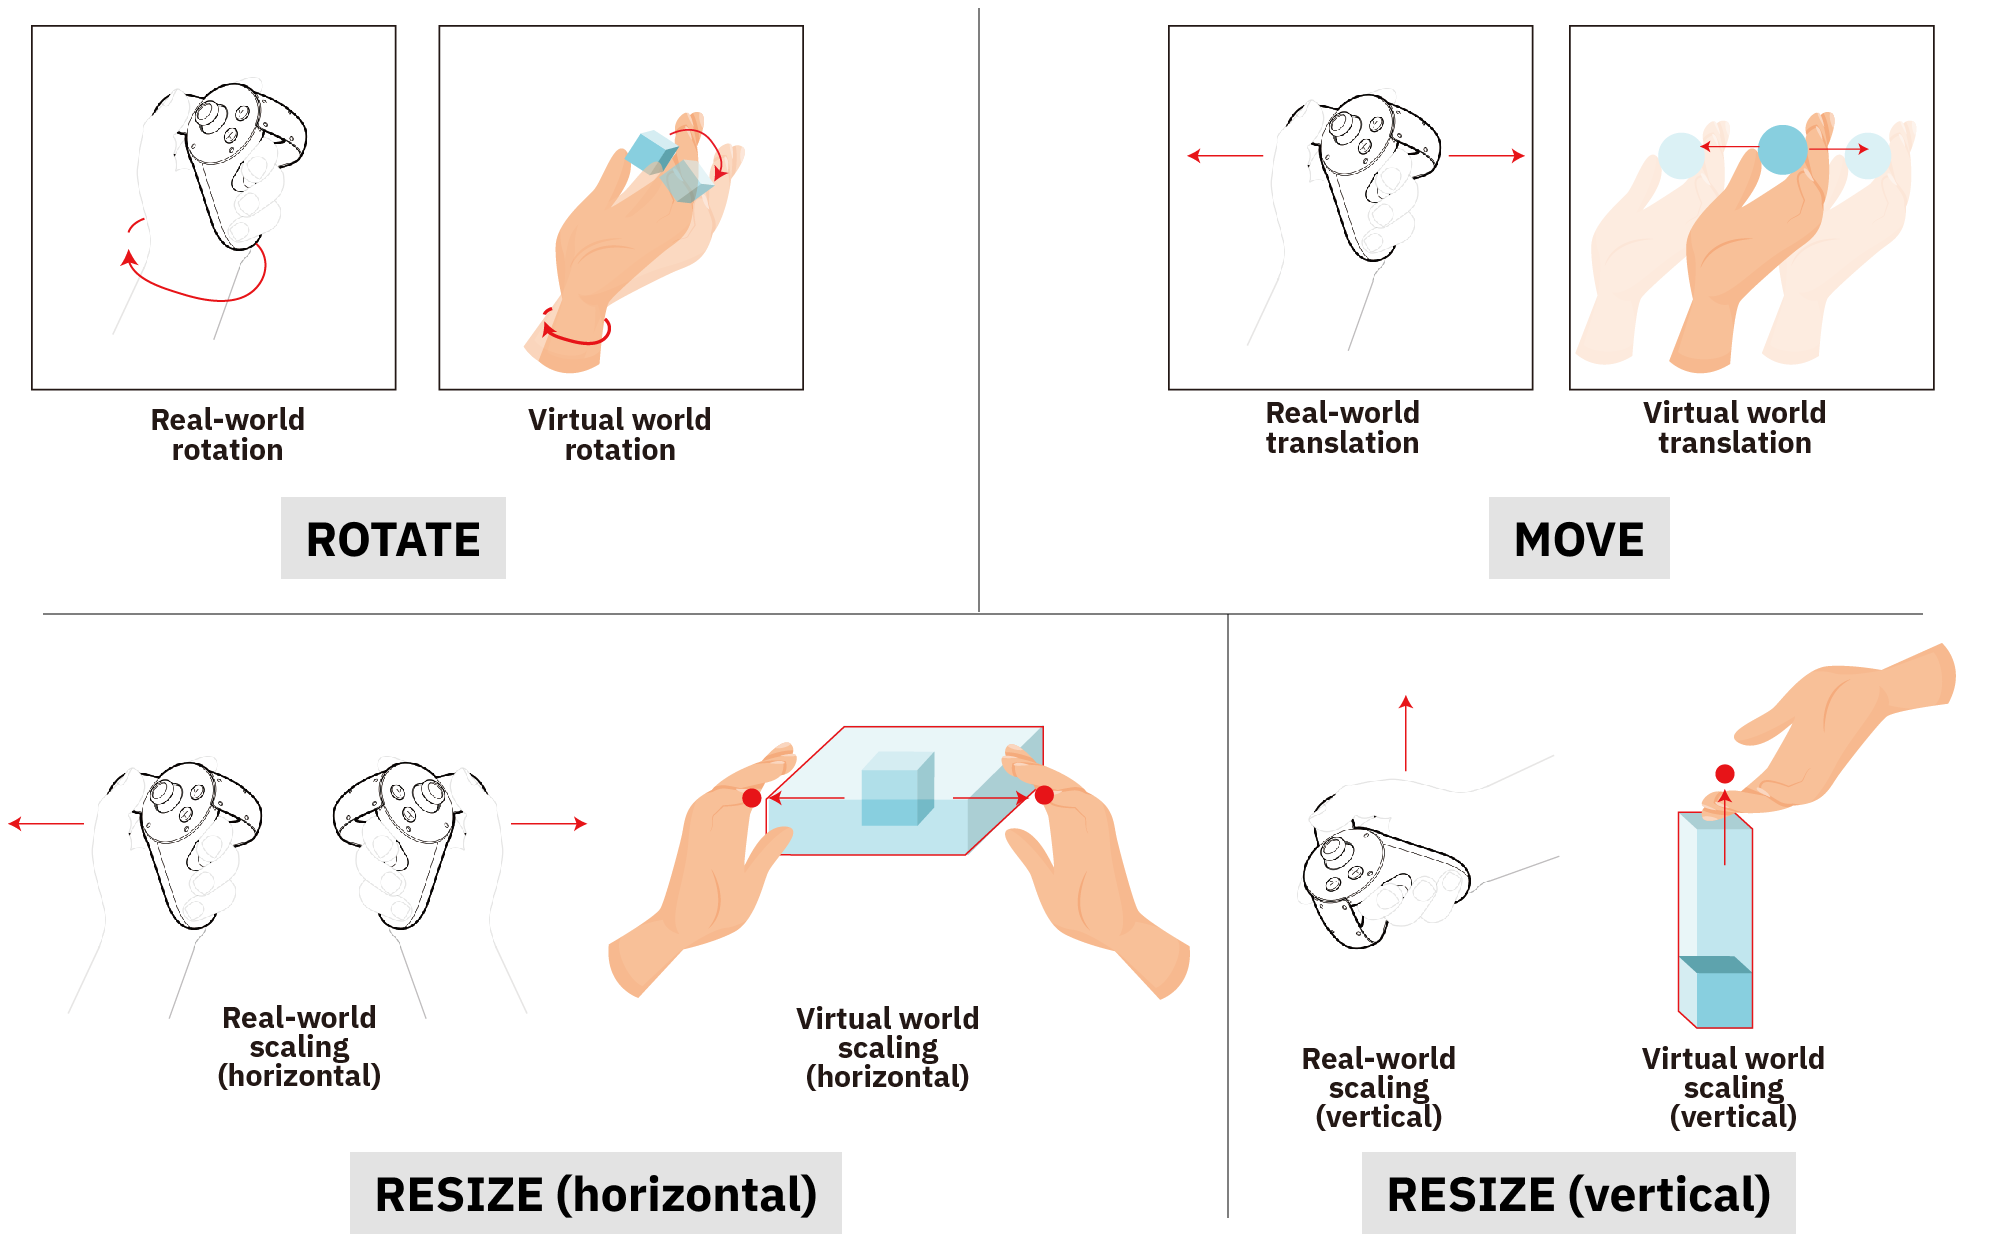 Real-world
rotation
Virtual world
rotation
ROTATE
Real-world
translation
Virtual world
translation
MOVE
Real-world
scaling
(horizontal)
Virtual world
scaling
(horizontal)
RESIZE (horizontal)
Real-world
scaling
(vertical)
Virtual world
scaling
(vertical)
RESIZE (vertical)